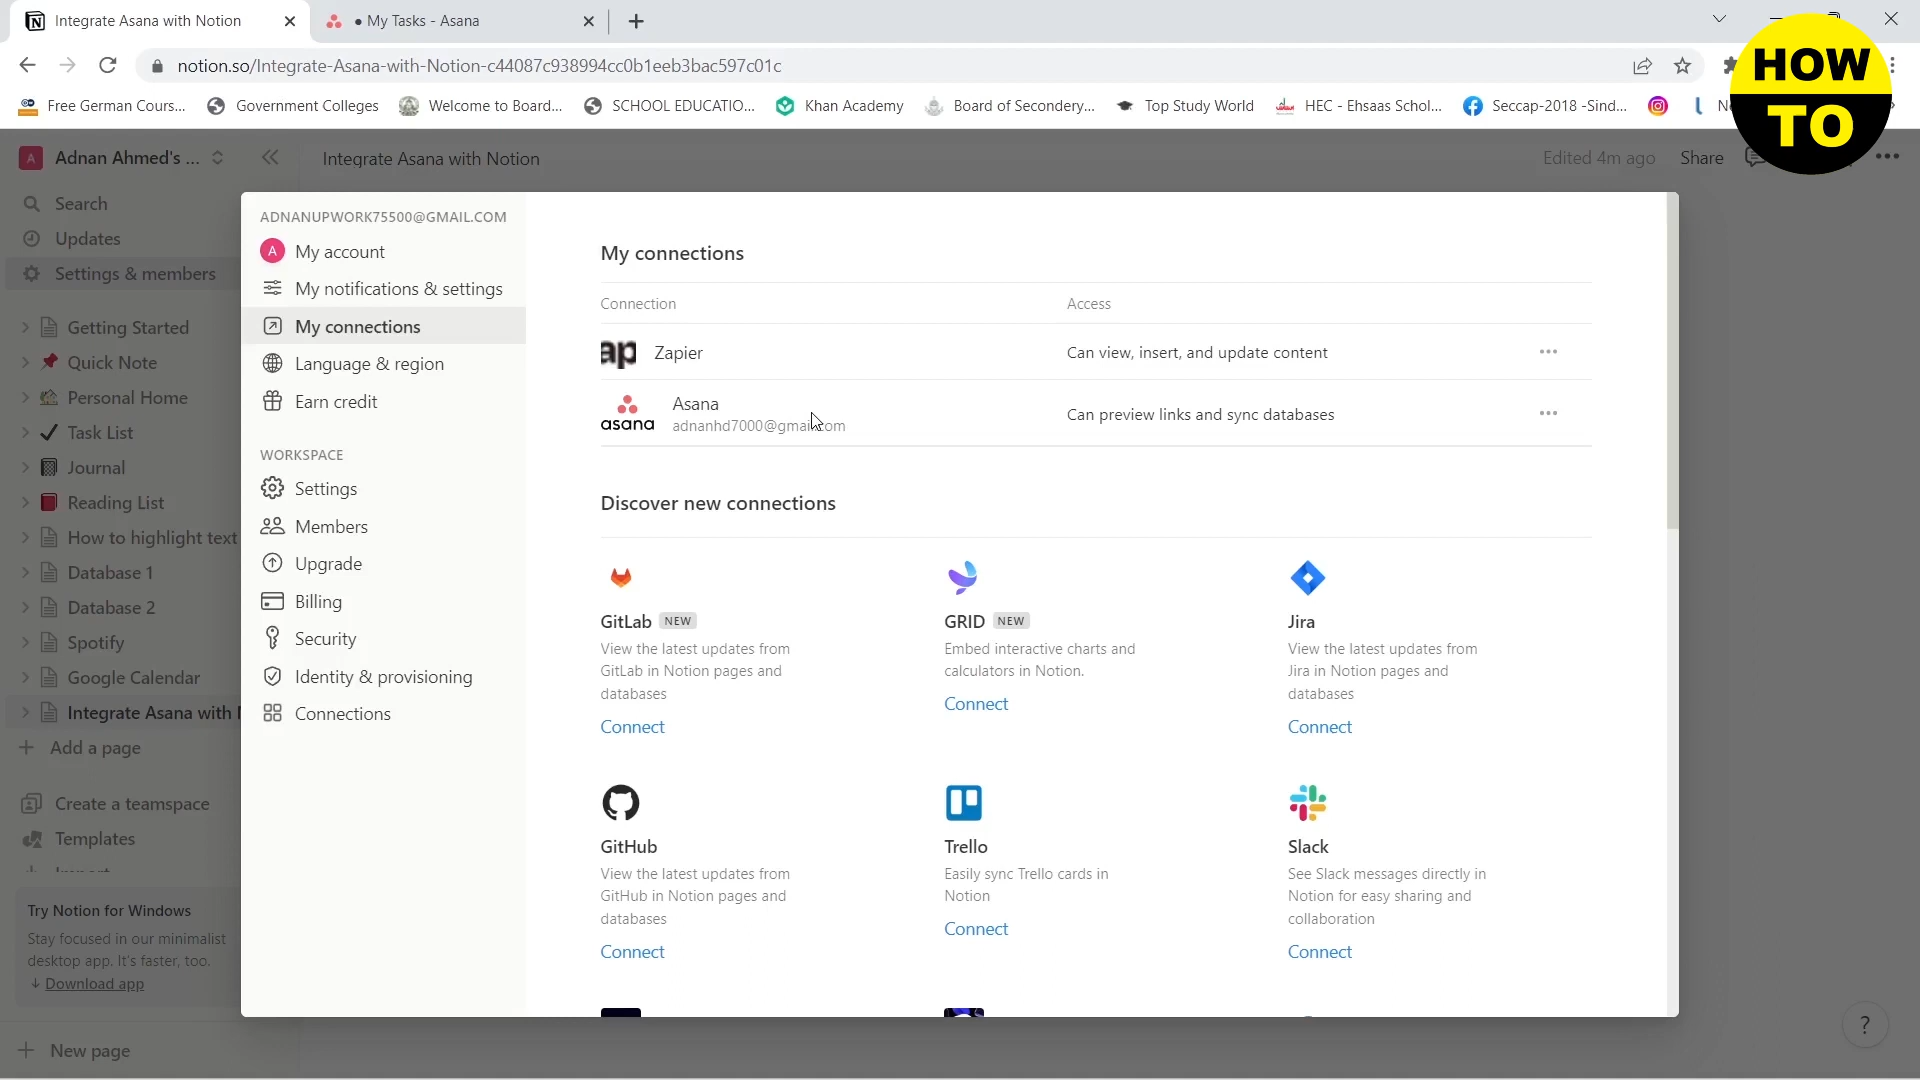 Integrate Asana with Notion
• My Tasks - Asana
notion.so/Integrate-Asana-with-Notion-c44087c938994cc0b1eeb3bac597c01c
HOW
TO
Free German Cours...
Government Colleges
Welcome to Board...
SCHOOL EDUCATIO...
Khan Academy
Board of Secondery...
Top Study World
HEC - Ehsaas Schol...
Seccap-2018 -Sind...
A
Adnan Ahmed's ...
Integrate Asana with Notion
Edited 4m ago
Share
Search
Updates
Settings & members
Getting Started
Quick Note
Personal Home
Task List
Journal
Reading List
How to highlight text
Database 1
Database 2
Spotify
Google Calendar
Integrate Asana with
Add a page
Create a teamspace
Templates
Try Notion for Windows
Stay focused in our minimalist
desktop app. It's faster, too.
Download app
New page
ADNANUPWORK75500@GMAIL.COM
A
My account
My notifications & settings
My connections
Language & region
Earn credit
WORKSPACE
Settings
Members
Upgrade
Billing
Security
Identity & provisioning
Connections
My connections
Connection
Access
ap
Zapier
Can view, insert, and update content
asana
Asana
adnanhd7000@gmail.com
Can preview links and sync databases
Discover new connections
GitLab NEW
View the latest updates from
GitLab in Notion pages and
databases
Connect
GRID NEW
Embed interactive charts and
calculators in Notion.
Connect
Jira
View the latest updates from
Jira in Notion pages and
databases
Connect
GitHub
View the latest updates from
GitHub in Notion pages and
databases
Connect
Trello
Easily sync Trello cards in
Notion
Connect
Slack
See Slack messages directly in
Notion for easy sharing and
collaboration
Connect
?